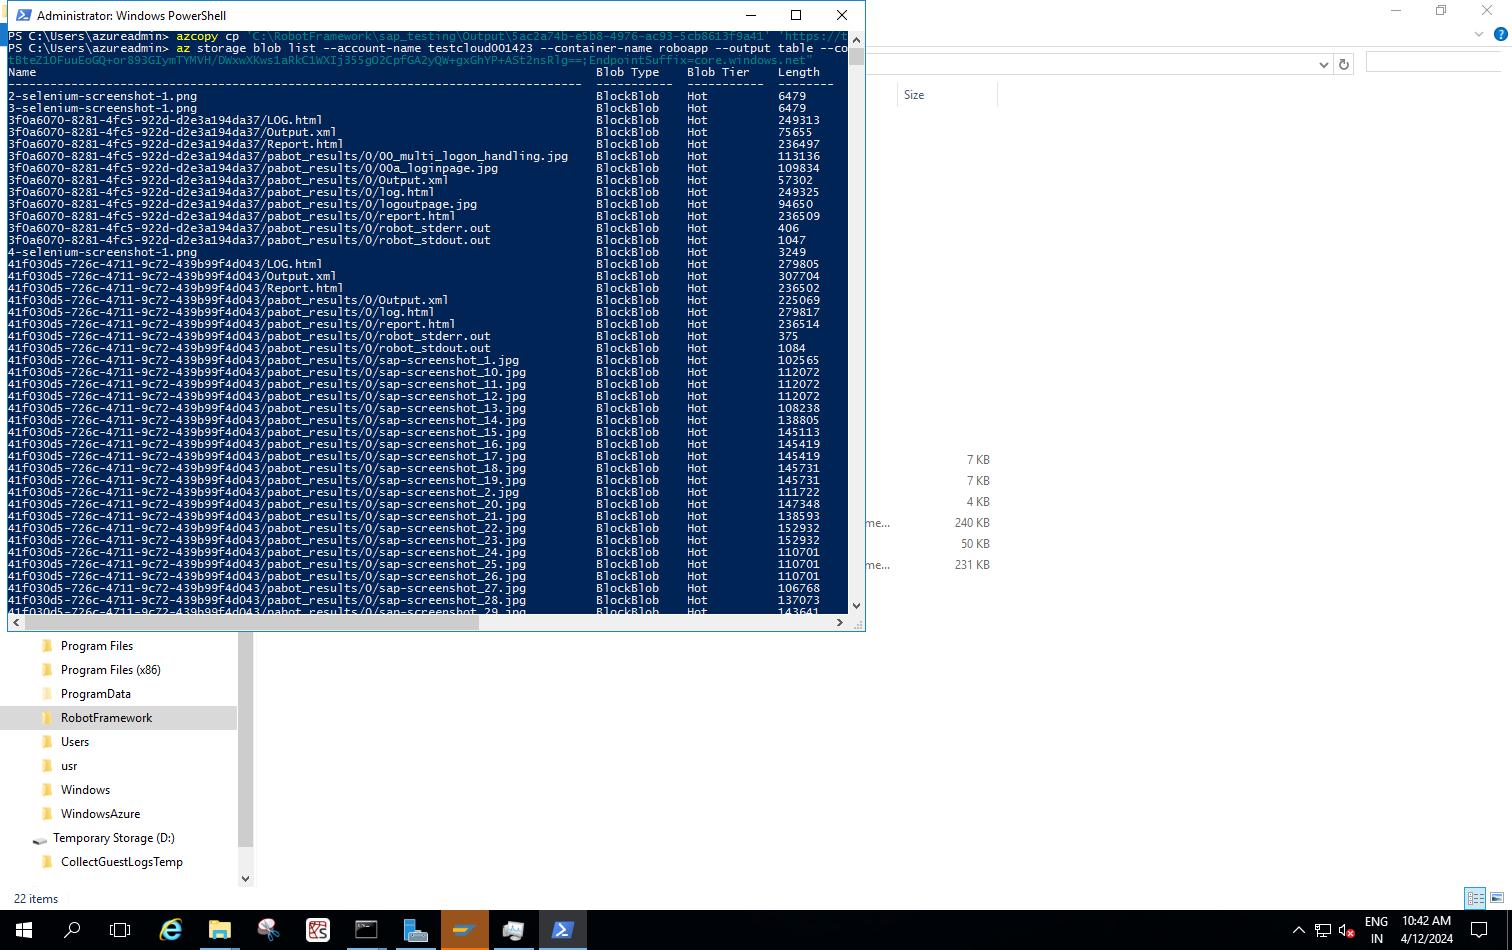 Administrator: Windows PowerShell
PS C:\Users\azureadmin> azcopy cp 'C:\RobotFramework\sap_testing\Output\5ac2a74b-e5b8-4976-ac93-5cb8613f9a41' 'https://t
PS C:\Users\azureadmin> az storage blob list --account-name testcloud001423 --container-name roboapp --output table --co
Name Blob Type Blob Tier Length
2-selenium-screenshot-1.png BlockBlob Hot 6479
3-selenium-screenshot-1.png BlockBlob Hot 6479
3f0a6070-8281-4fc5-922d-d2e3a194da37/LOG.html BlockBlob Hot 249313
3f0a6070-8281-4fc5-922d-d2e3a194da37/Output.xml BlockBlob Hot 75655
3f0a6070-8281-4fc5-922d-d2e3a194da37/Report.html BlockBlob Hot 236497
3f0a6070-8281-4fc5-922d-d2e3a194da37/pabot_results/0/00_multi_logon_handling.jpg BlockBlob Hot 113136
3f0a6070-8281-4fc5-922d-d2e3a194da37/pabot_results/0/00a_loginpage.jpg BlockBlob Hot 109834
3f0a6070-8281-4fc5-922d-d2e3a194da37/pabot_results/0/Output.xml BlockBlob Hot 57302
3f0a6070-8281-4fc5-922d-d2e3a194da37/pabot_results/0/log.html BlockBlob Hot 249325
3f0a6070-8281-4fc5-922d-d2e3a194da37/pabot_results/0/logoutpage.jpg BlockBlob Hot 94650
3f0a6070-8281-4fc5-922d-d2e3a194da37/pabot_results/0/report.html BlockBlob Hot 236509
3f0a6070-8281-4fc5-922d-d2e3a194da37/pabot_results/0/robot_stderr.out BlockBlob Hot 406
3f0a6070-8281-4fc5-922d-d2e3a194da37/pabot_results/0/robot_stdout.out BlockBlob Hot 1047
4-selenium-screenshot-1.png BlockBlob Hot 3249
41f030d5-726c-4711-9c72-439b99f4d043/LOG.html BlockBlob Hot 279805
41f030d5-726c-4711-9c72-439b99f4d043/Output.xml BlockBlob Hot 307704
41f030d5-726c-4711-9c72-439b99f4d043/Report.html BlockBlob Hot 236502
41f030d5-726c-4711-9c72-439b99f4d043/pabot_results/0/Output.xml BlockBlob Hot 225069
41f030d5-726c-4711-9c72-439b99f4d043/pabot_results/0/log.html BlockBlob Hot 279817
41f030d5-726c-4711-9c72-439b99f4d043/pabot_results/0/report.html BlockBlob Hot 236514
41f030d5-726c-4711-9c72-439b99f4d043/pabot_results/0/robot_stderr.out BlockBlob Hot 375
41f030d5-726c-4711-9c72-439b99f4d043/pabot_results/0/robot_stdout.out BlockBlob Hot 1084
41f030d5-726c-4711-9c72-439b99f4d043/pabot_results/0/sap-screenshot_1.jpg BlockBlob Hot 102565
41f030d5-726c-4711-9c72-439b99f4d043/pabot_results/0/sap-screenshot_10.jpg BlockBlob Hot 112072
41f030d5-726c-4711-9c72-439b99f4d043/pabot_results/0/sap-screenshot_11.jpg BlockBlob Hot 112072
41f030d5-726c-4711-9c72-439b99f4d043/pabot_results/0/sap-screenshot_12.jpg BlockBlob Hot 112072
41f030d5-726c-4711-9c72-439b99f4d043/pabot_results/0/sap-screenshot_13.jpg BlockBlob Hot 108238
41f030d5-726c-4711-9c72-439b99f4d043/pabot_results/0/sap-screenshot_14.jpg BlockBlob Hot 138805
41f030d5-726c-4711-9c72-439b99f4d043/pabot_results/0/sap-screenshot_15.jpg BlockBlob Hot 145113
41f030d5-726c-4711-9c72-439b99f4d043/pabot_results/0/sap-screenshot_16.jpg BlockBlob Hot 145419
41f030d5-726c-4711-9c72-439b99f4d043/pabot_results/0/sap-screenshot_17.jpg BlockBlob Hot 145419
41f030d5-726c-4711-9c72-439b99f4d043/pabot_results/0/sap-screenshot_18.jpg BlockBlob Hot 145731
41f030d5-726c-4711-9c72-439b99f4d043/pabot_results/0/sap-screenshot_19.jpg BlockBlob Hot 145731
41f030d5-726c-4711-9c72-439b99f4d043/pabot_results/0/sap-screenshot_2.jpg BlockBlob Hot 111722
41f030d5-726c-4711-9c72-439b99f4d043/pabot_results/0/sap-screenshot_20.jpg BlockBlob Hot 147348
41f030d5-726c-4711-9c72-439b99f4d043/pabot_results/0/sap-screenshot_21.jpg BlockBlob Hot 138593
41f030d5-726c-4711-9c72-439b99f4d043/pabot_results/0/sap-screenshot_22.jpg BlockBlob Hot 152932
41f030d5-726c-4711-9c72-439b99f4d043/pabot_results/0/sap-screenshot_23.jpg BlockBlob Hot 152932
41f030d5-726c-4711-9c72-439b99f4d043/pabot_results/0/sap-screenshot_24.jpg BlockBlob Hot 110701
41f030d5-726c-4711-9c72-439b99f4d043/pabot_results/0/sap-screenshot_25.jpg BlockBlob Hot 110701
41f030d5-726c-4711-9c72-439b99f4d043/pabot_results/0/sap-screenshot_26.jpg BlockBlob Hot 110701
41f030d5-726c-4711-9c72-439b99f4d043/pabot_results/0/sap-screenshot_27.jpg BlockBlob Hot 106768
41f030d5-726c-4711-9c72-439b99f4d043/pabot_results/0/sap-screenshot_28.jpg BlockBlob Hot 137073
41f030d5-726c-4711-9c72-439b99f4d043/pabot_results/0/sap-screenshot_29.jpg BlockBlob Hot 143641
Size
7 KB
7 KB
4 KB
me... 240 KB
50 KB
me... 231 KB
Program Files
Program Files (x86)
ProgramData
RobotFramework
Users
usr
Windows
WindowsAzure
Temporary Storage (D:)
CollectGuestLogsTemp
22 items
ENG
IN
10:42 AM
4/12/2024